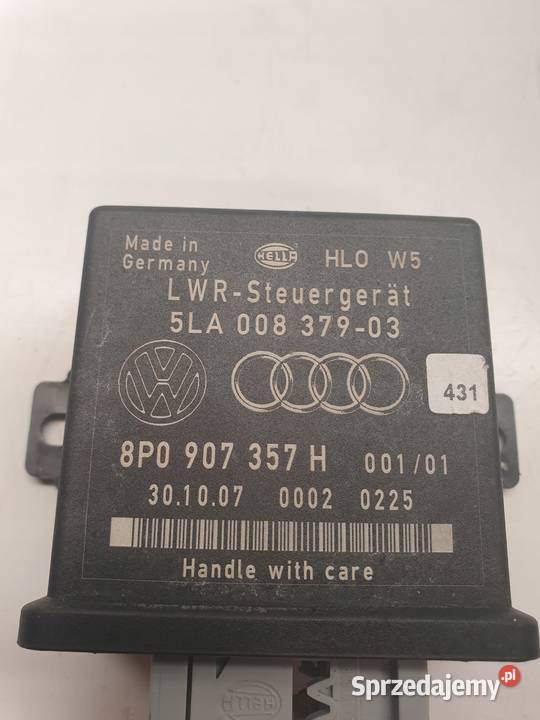 Made in
Germany
HELLA
HLO W5
LWR-Steuergerät
5LA 008 379-03
431
8P0 907 357 H 001/01
30.10.07 0002 0225
Handle with care
HELLA
Sprzedajemy.pl